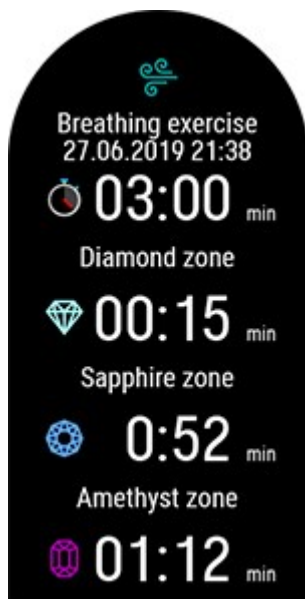 Breathing exercise
27.06.2019 21:38
03:00 min
Diamond zone
00:15 min
Sapphire zone
0:52 min
Amethyst zone
01:12 min